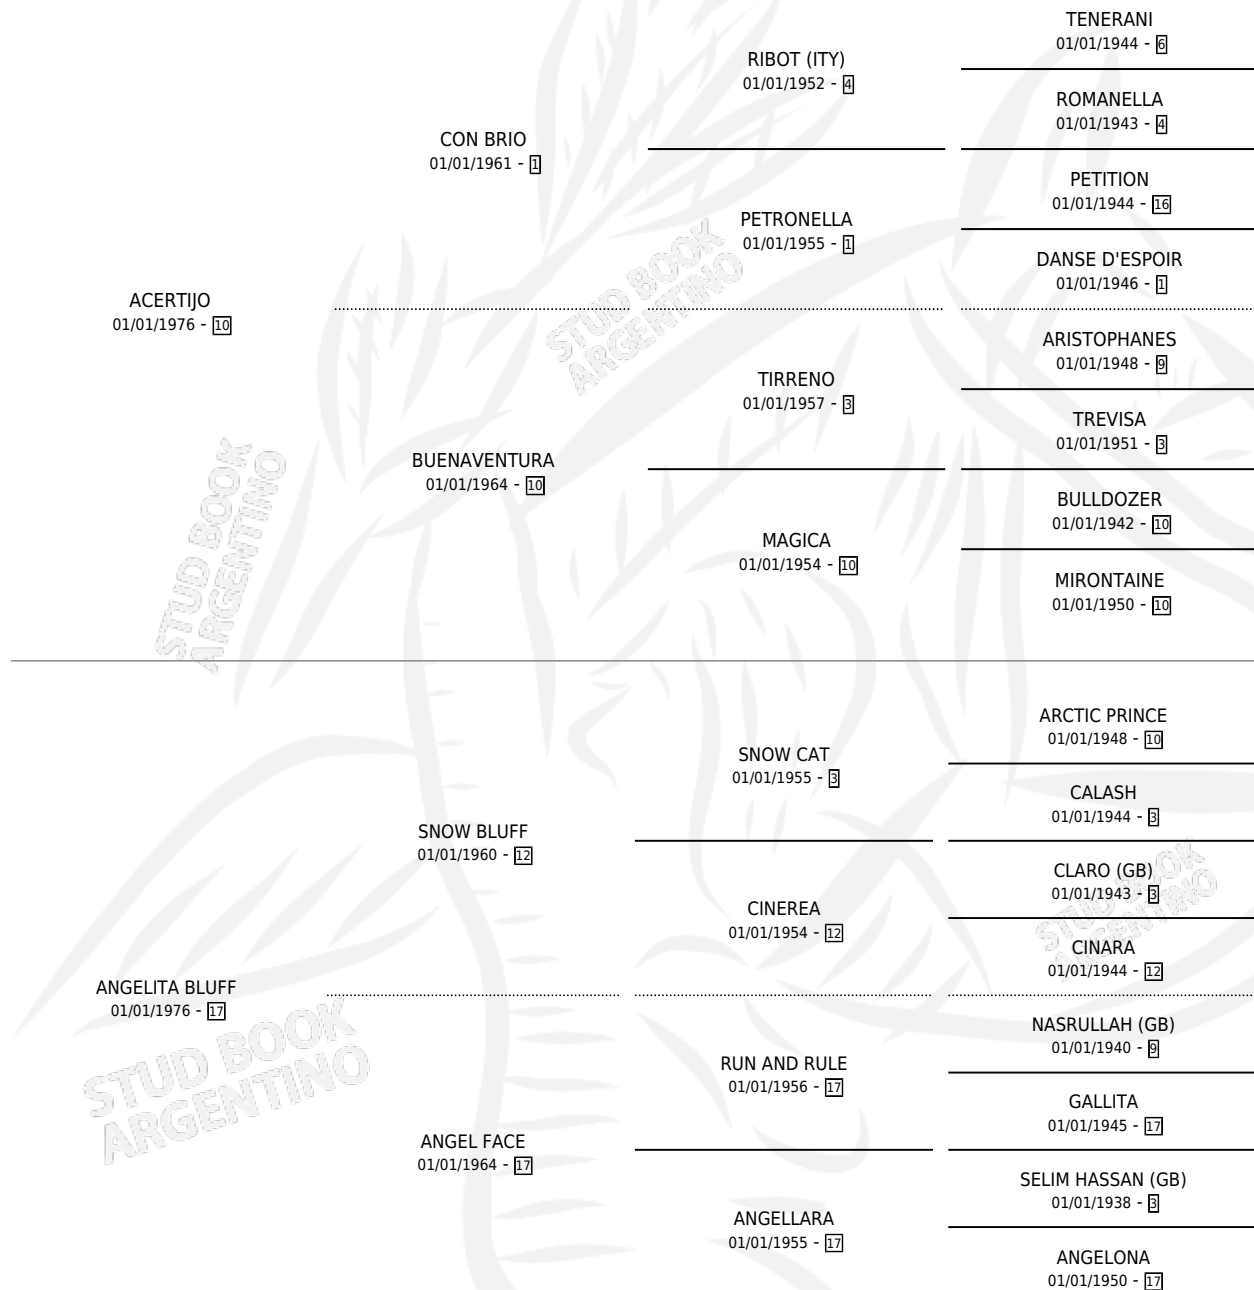 TENERANI
01/01/1944 - 6
RIBOT (ITY)
01/01/1952 - 4
ROMANELLA
01/01/1943 - 4
CON BRIO
01/01/1961 - 1
PETITION
01/01/1944 - 16
PETRONELLA
01/01/1955 - 1
DANSE D'ESPOIR
01/01/1946 - 1
ACERTIJO
01/01/1976 - 10
STUD BOOK
ARGENTINO
ARISTOPHANES
01/01/1948 - 9
TIRRENO
01/01/1957 - 3
TREVISA
01/01/1951 - 3
BUENAVENTURA
01/01/1964 - 10
BULLDOZER
01/01/1942 - 10
MAGICA
01/01/1954 - 10
MIRONTAINE
01/01/1950 - 10
STUD BOOK
ARGENTINO
ARCTIC PRINCE
01/01/1948 - 10
SNOW CAT
01/01/1955 - 3
CALASH
01/01/1944 - 3
SNOW BLUFF
01/01/1960 - 12
CLARO (GB)
01/01/1943 - 3
CINEREA
01/01/1954 - 12
CINARA
01/01/1944 - 12
STUD BOOK
ARGENTINO
ANGELITA BLUFF
01/01/1976 - 17
NASRULLAH (GB)
01/01/1940 - 9
RUN AND RULE
01/01/1956 - 17
GALLITA
01/01/1945 - 17
STUD BOOK
ARGENTINO
ANGEL FACE
01/01/1964 - 17
SELIM HASSAN (GB)
01/01/1938 - 3
ANGELLARA
01/01/1955 - 17
ANGELONA
01/01/1950 - 17